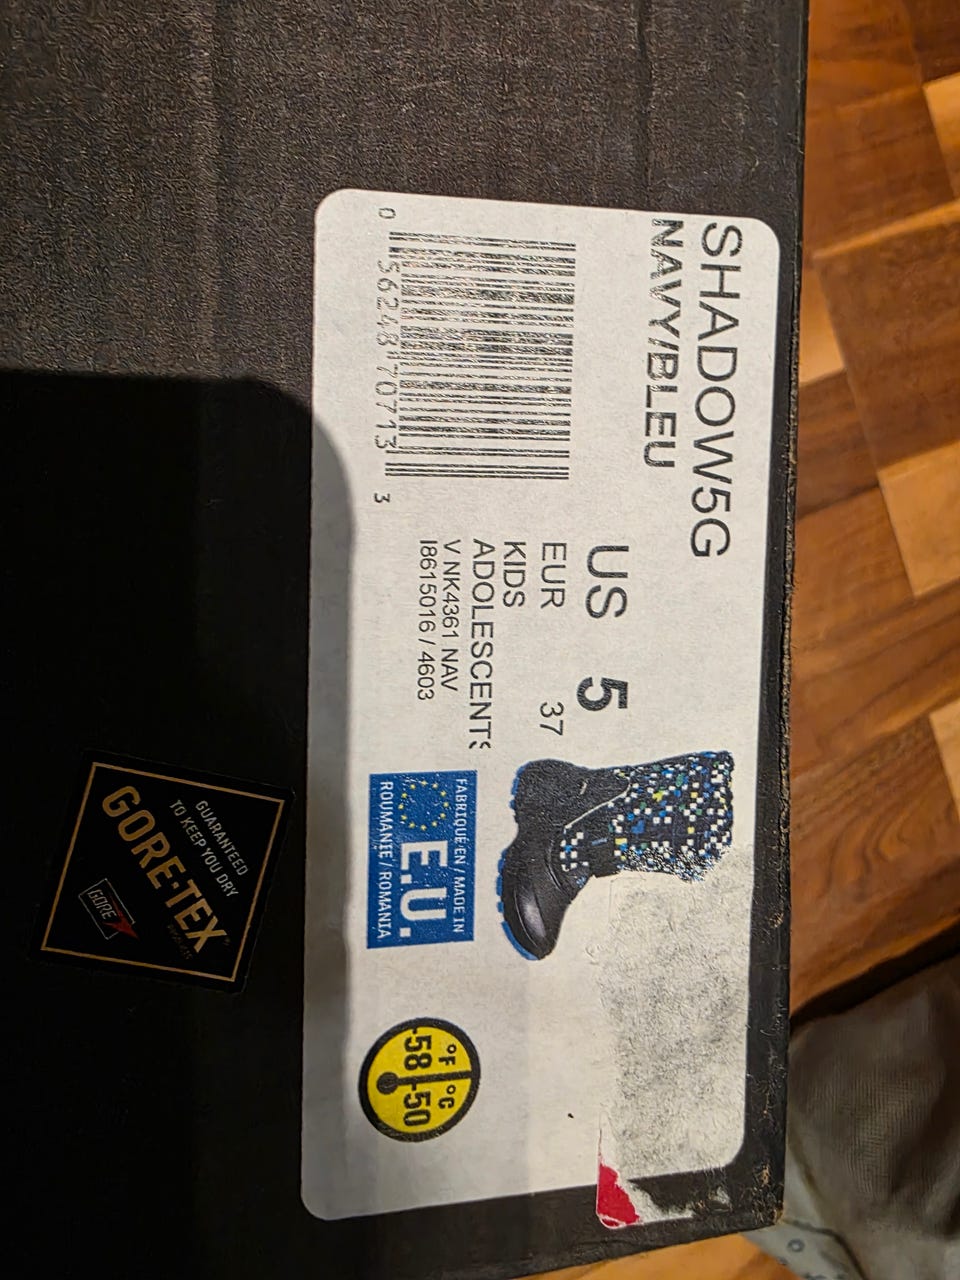 SHADOW5G
NAVY/BLEU
0 56248 70713 3
US 5
EUR 37
KIDS
ADOLESCENTS
V NK4361 NAV
I8615016 / 4603
FABRIQUÉ EN / MADE IN
E.U.
ROUMANIE / ROMANIA
°F °C
-58 -50
GUARANTEED
TO KEEP YOU DRY
GORE-TEX
GORE